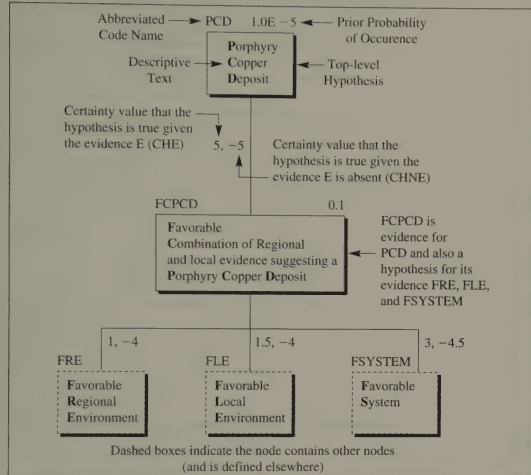 Abbreviated
Code Name
PCD 1.0E −5
Prior Probability
of Occurence
Descriptive
Text
Porphyry
Copper
Deposit
Top-level
Hypothesis
Certainty value that the
hypothesis is true given
the evidence E (CHE)
5, −5
Certainty value that the
hypothesis is true given the
evidence E is absent (CHNE)
FCPCD 0.1
Favorable
Combination of Regional
and local evidence suggesting a
Porphyry Copper Deposit
FCPCD is
evidence for
PCD and also a
hypothesis for its
evidence FRE, FLE,
and FSYSTEM
1, −4
1.5, −4
3, −4.5
FRE
Favorable
Regional
Environment
FLE
Favorable
Local
Environment
FSYSTEM
Favorable
System
Dashed boxes indicate the node contains other nodes
(and is defined elsewhere)